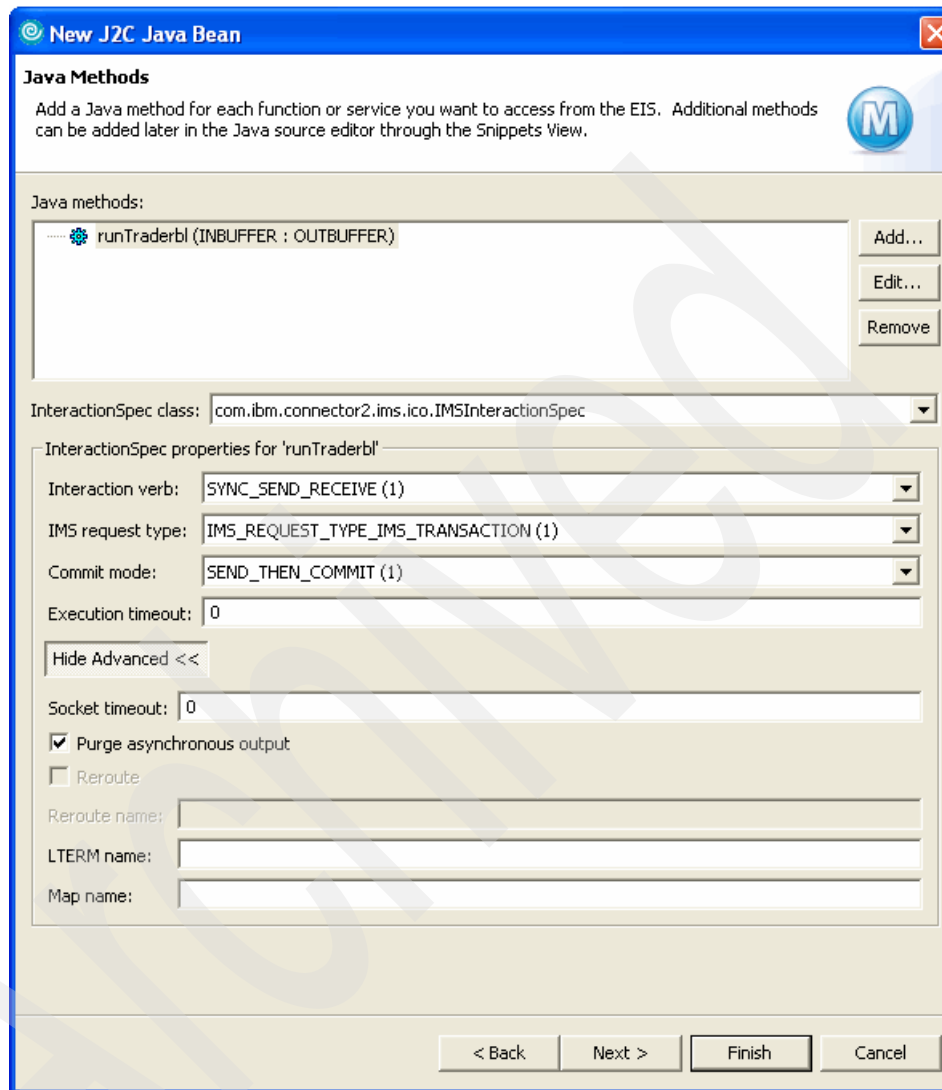 New J2C Java Bean
Java Methods
Add a Java method for each function or service you want to access from the EIS. Additional methods
can be added later in the Java source editor through the Snippets View.
M
Java methods:
runTraderbl (INBUFFER : OUTBUFFER)
Add...
Edit...
Remove
InteractionSpec class: com.ibm.connector2.ims.ico.IMSInteractionSpec
InteractionSpec properties for 'runTraderbl'
Interaction verb: SYNC_SEND_RECEIVE (1)
IMS request type: IMS_REQUEST_TYPE_IMS_TRANSACTION (1)
Commit mode: SEND_THEN_COMMIT (1)
Execution timeout: 0
Hide Advanced <<
Socket timeout: 0
Purge asynchronous output
Reroute
Reroute name:
LTERM name:
Map name:
< Back Next > Finish Cancel
Archived